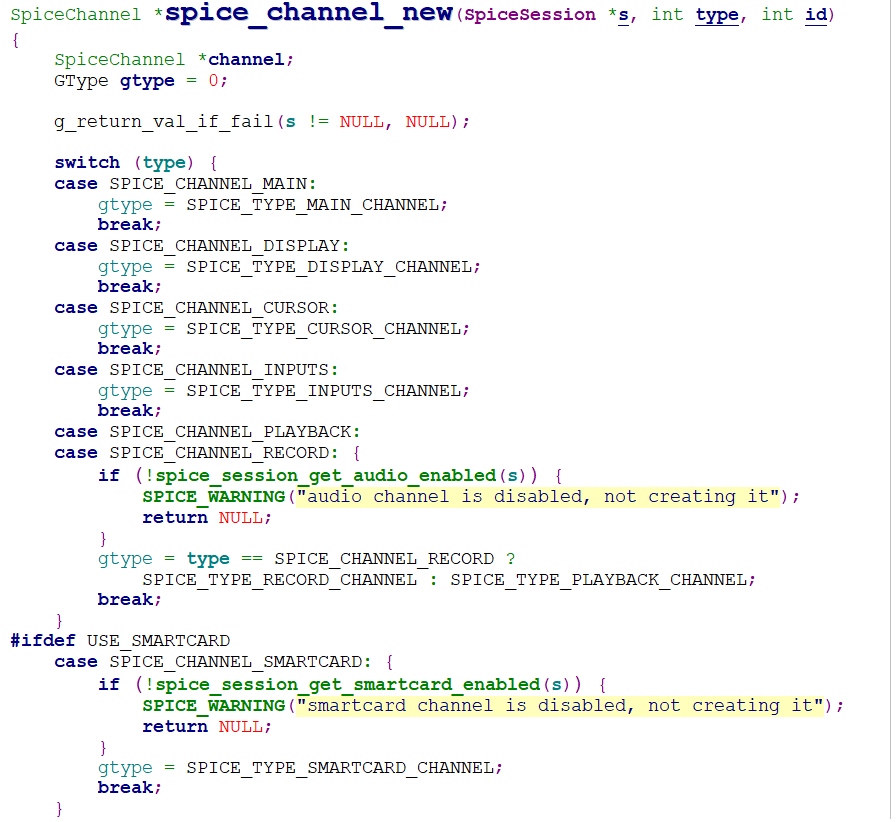 SpiceChannel *spice_channel_new(SpiceSession *s, int type, int id)
{
    SpiceChannel *channel;
    GType gtype = 0;

    g_return_val_if_fail(s != NULL, NULL);

    switch (type) {
    case SPICE_CHANNEL_MAIN:
        gtype = SPICE_TYPE_MAIN_CHANNEL;
        break;
    case SPICE_CHANNEL_DISPLAY:
        gtype = SPICE_TYPE_DISPLAY_CHANNEL;
        break;
    case SPICE_CHANNEL_CURSOR:
        gtype = SPICE_TYPE_CURSOR_CHANNEL;
        break;
    case SPICE_CHANNEL_INPUTS:
        gtype = SPICE_TYPE_INPUTS_CHANNEL;
        break;
    case SPICE_CHANNEL_PLAYBACK:
    case SPICE_CHANNEL_RECORD: {
        if (!spice_session_get_audio_enabled(s)) {
            SPICE_WARNING("audio channel is disabled, not creating it");
            return NULL;
        }
        gtype = type == SPICE_CHANNEL_RECORD ?
            SPICE_TYPE_RECORD_CHANNEL : SPICE_TYPE_PLAYBACK_CHANNEL;
        break;
    }
#ifdef USE_SMARTCARD
    case SPICE_CHANNEL_SMARTCARD: {
        if (!spice_session_get_smartcard_enabled(s)) {
            SPICE_WARNING("smartcard channel is disabled, not creating it");
            return NULL;
        }
        gtype = SPICE_TYPE_SMARTCARD_CHANNEL;
        break;
    }